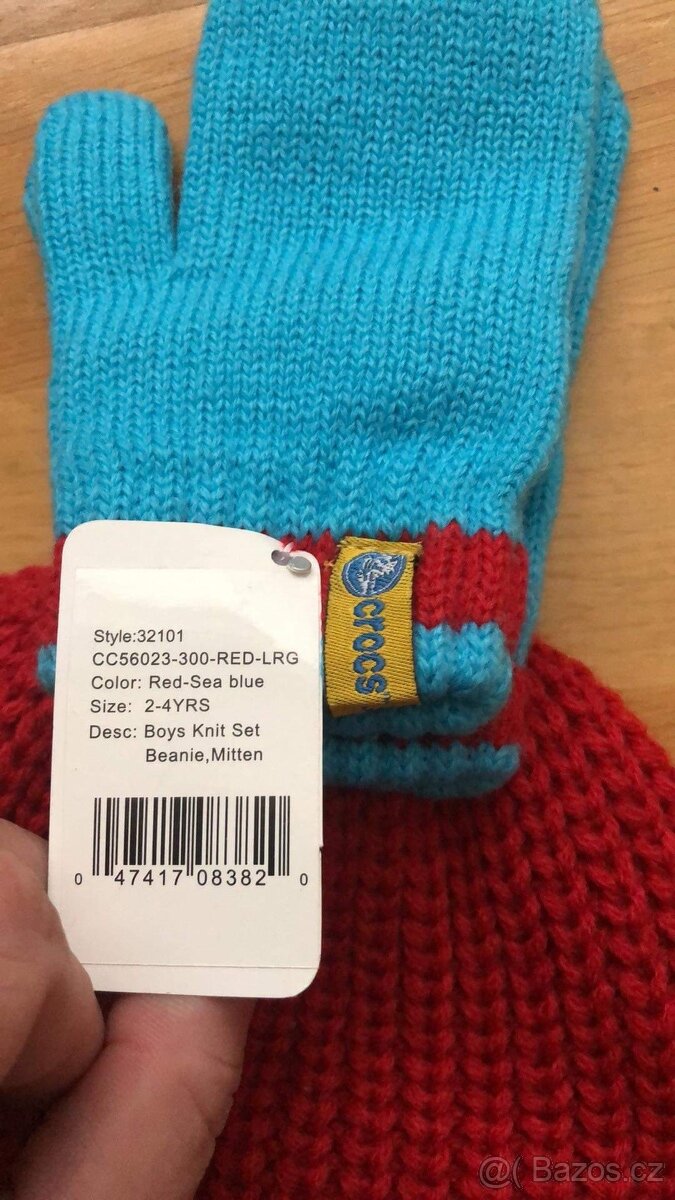 Style:32101
CC56023-300-RED-LRG
Color: Red-Sea blue
Size: 2-4YRS
Desc: Boys Knit Set
Beanie,Mitten
0 47417 08382 0
crocs™
@( Bazos.cz